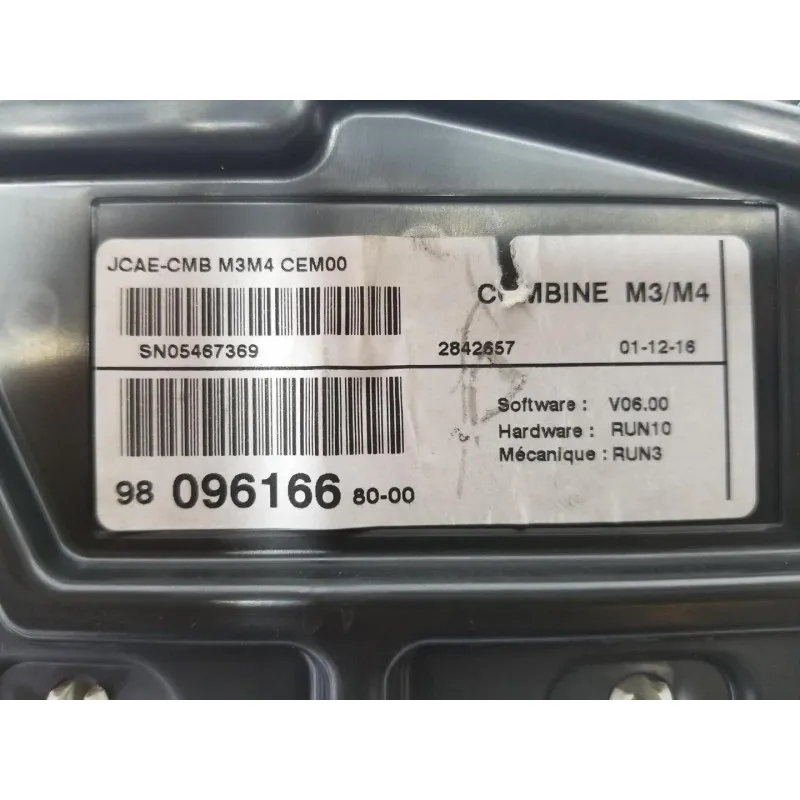 JCAE-CMB M3M4 CEM00
COMBINE M3/M4
SN05467369 2842657 01-12-16
Software : V06.00
Hardware : RUN10
Mécanique : RUN3
98 096166 80-00